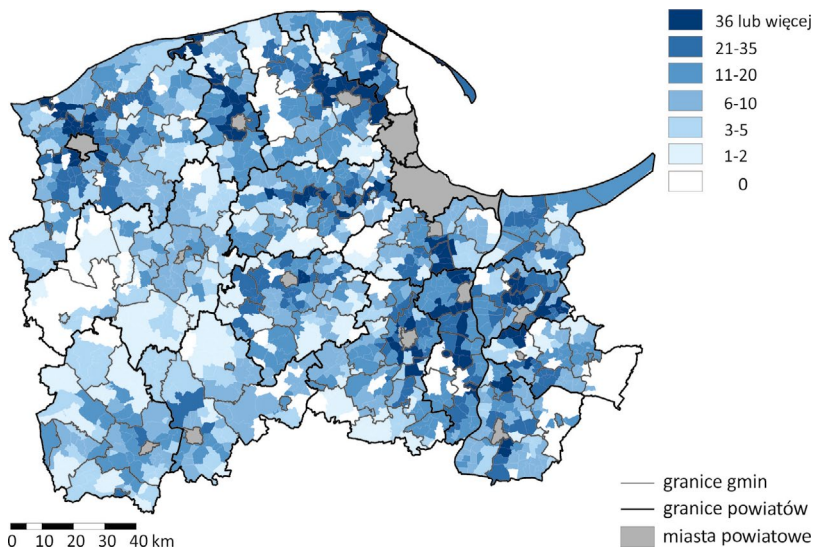 36 lub więcej
21-35
11-20
6-10
3-5
1-2
0
granice gmin
granice powiatów
miasta powiatowe
0 10 20 30 40 km